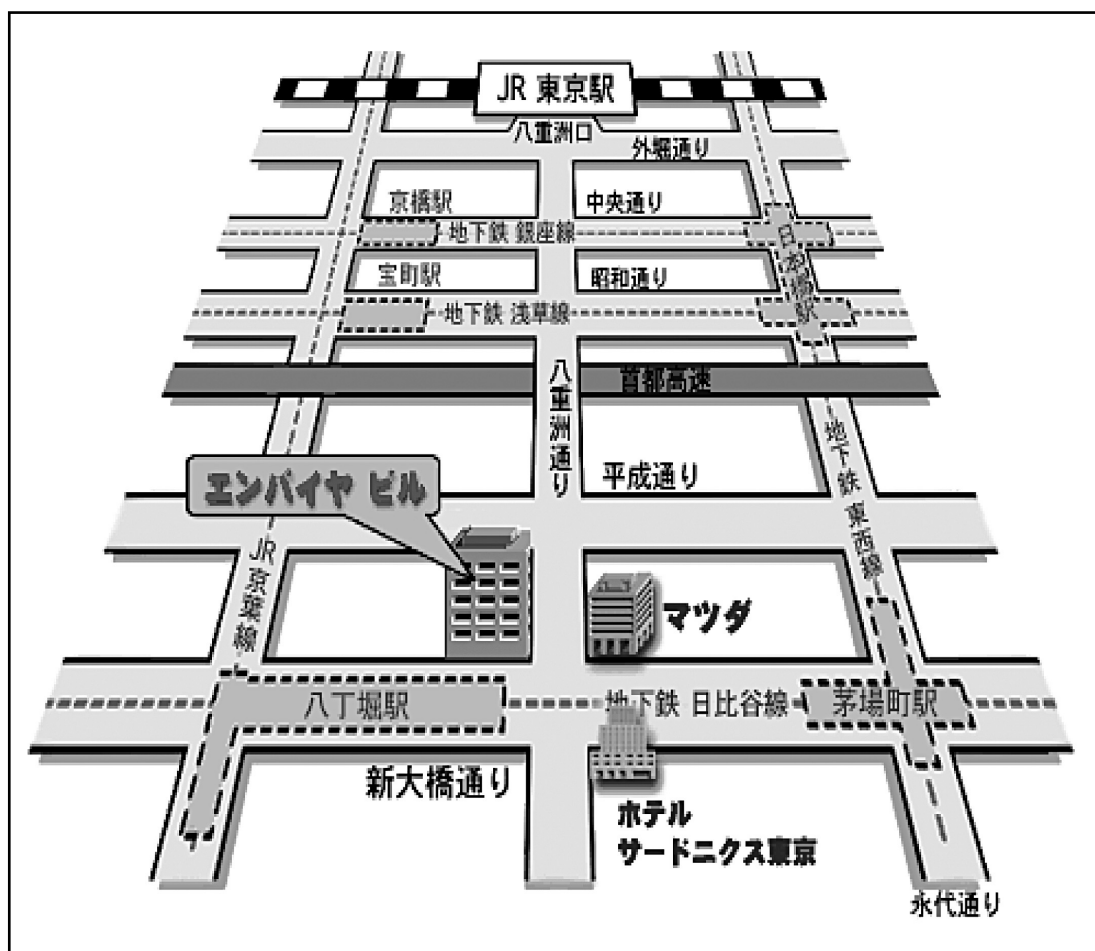 JR 東京駅
八重洲口
外堀通り
京橋駅
中央通り
地下鉄 銀座線
日本橋駅
宝町駅
昭和通り
地下鉄 浅草線
首都高速
八重洲通り
平成通り
地下鉄 東西線
エンパイヤ ビル
JR 京葉線
マツダ
八丁堀駅
地下鉄 日比谷線
茅場町駅
新大橋通り
ホテル
サードニクス東京
永代通り